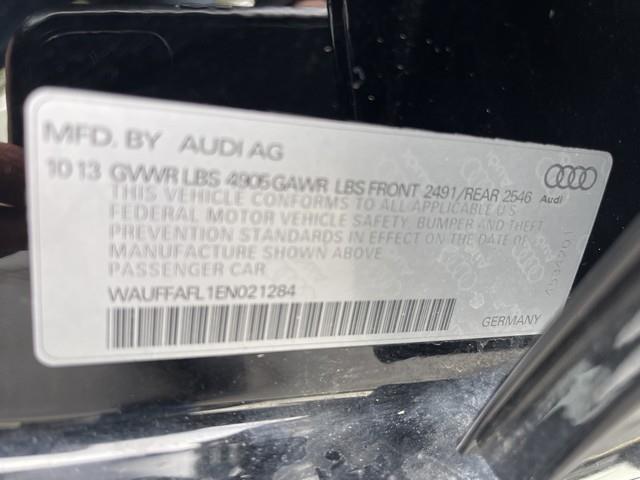 MFD. BY AUDI AG
10 13 GVWR LBS 4905 GAWR LBS FRONT 2491/REAR 2546
THIS VEHICLE CONFORMS TO ALL APPLICABLE U.S.
FEDERAL MOTOR VEHICLE SAFETY, BUMPER AND THEFT
PREVENTION STANDARDS IN EFFECT ON THE DATE OF
MANUFACTURE SHOWN ABOVE
PASSENGER CAR
WAUFFAFL1EN021284
GERMANY
Audi